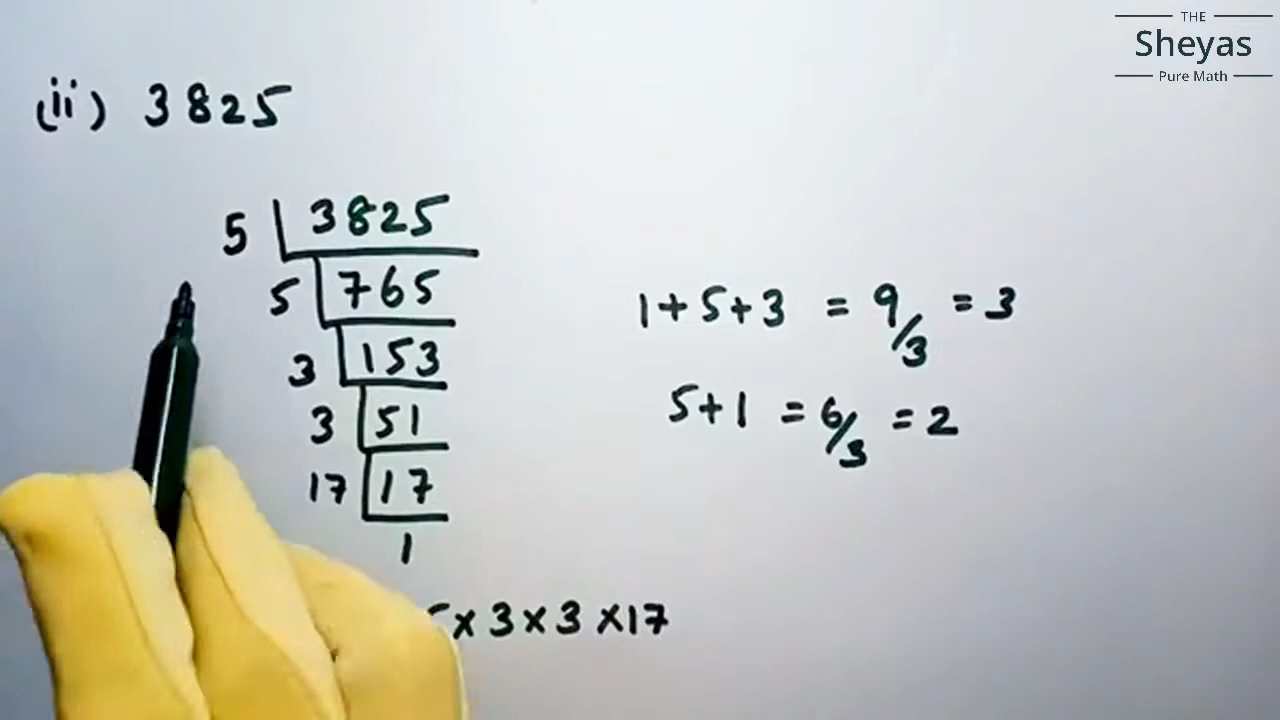 THE
Sheyas
Pure Math
(ii) 3825
5 3825
5 765
3 153
3 51
17 17
1
1+5+3 = 9/3 = 3
5+1 = 6/3 = 2
× 3 × 3 × 17